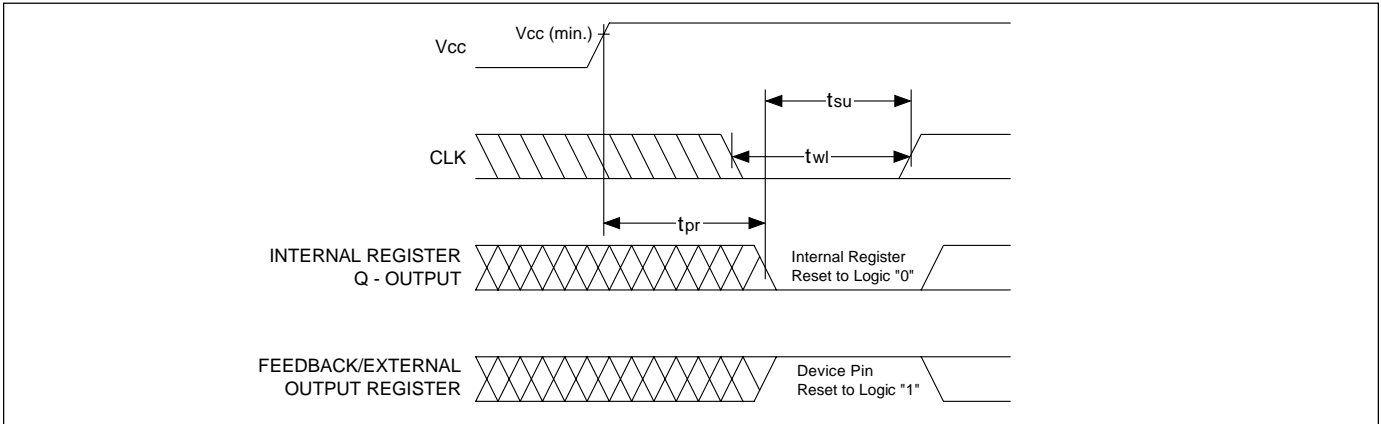 Vcc
Vcc (min.)
tsu
CLK
twl
tpr
INTERNAL REGISTER
Q - OUTPUT
Internal Register
Reset to Logic "0"
FEEDBACK/EXTERNAL
OUTPUT REGISTER
Device Pin
Reset to Logic "1"